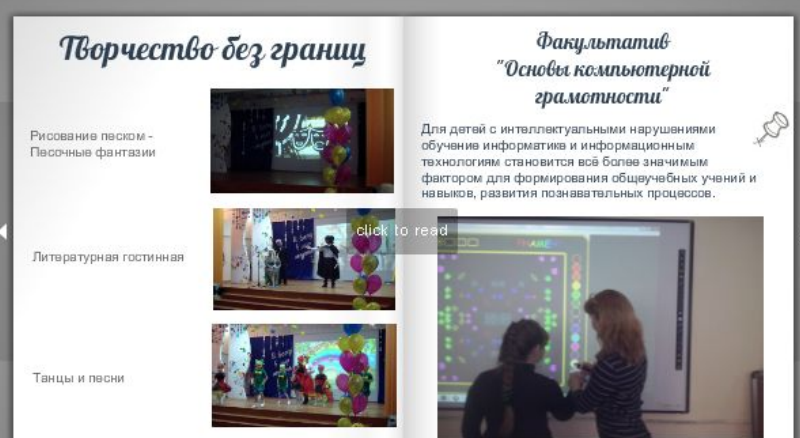 Творчество без границ
Рисование песком -
Песочные фантазии
Литературная гостинная
Танцы и песни
Факультатив
"Основы компьютерной
грамотности"
Для детей с интеллектуальными нарушениями
обучение информатике и информационным
технологиям становится всё более значимым
фактором для формирования общеучебных учений и
навыков, развития познавательных процессов.
click to read